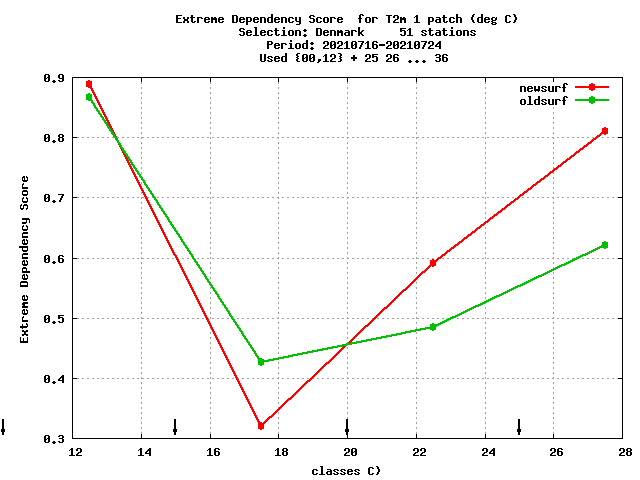 Extreme Dependency Score  for T2m 1 patch (deg C)
Selection: Denmark     51 stations
Period: 20210716-20210724
Used {00,12} + 25 26 ... 36
newsurf
oldsurf
0.9
0.8
0.7
0.6
0.5
0.4
0.3
Extreme Dependency Score
12 14 16 18 20 22 24 26 28
classes C)